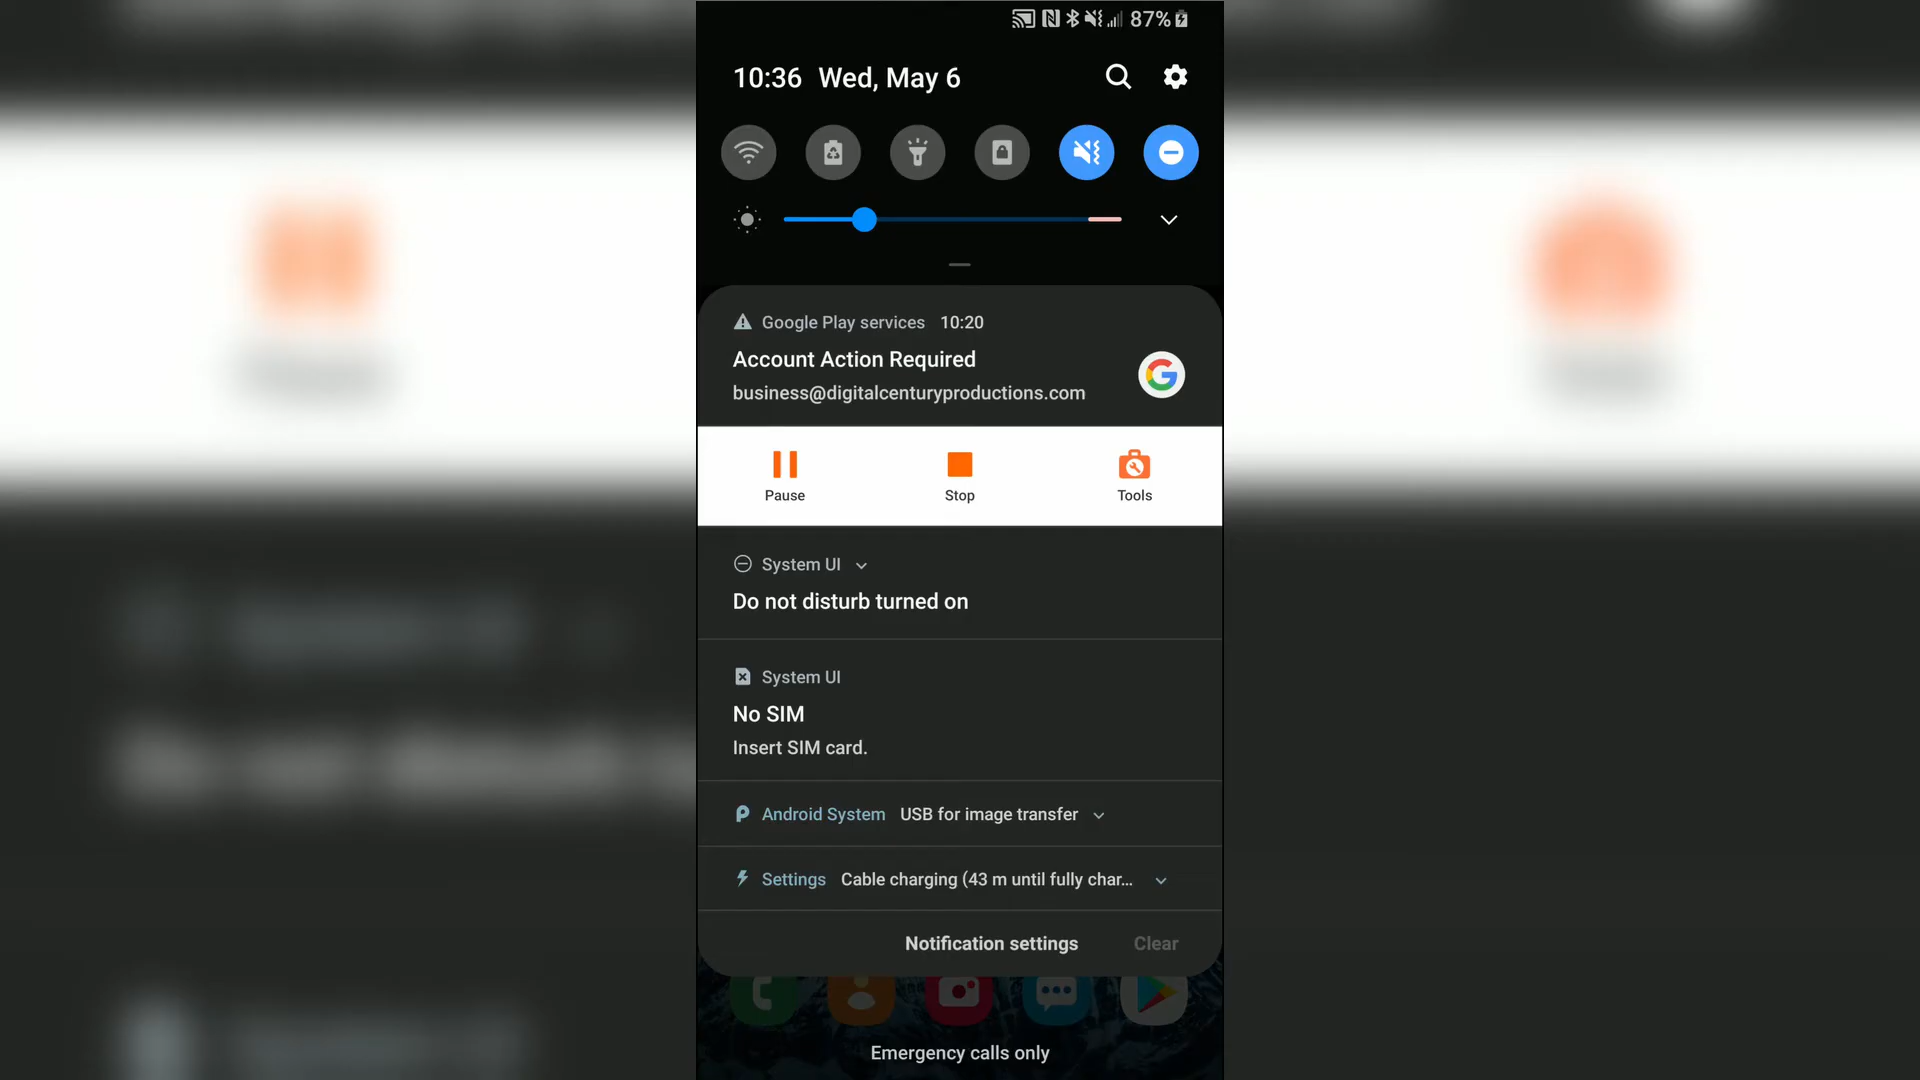 87%
10:36 Wed, May 6
Google Play services 10:20
Account Action Required
business@digitalcenturyproductions.com
Pause Stop Tools
System UI
Do not disturb turned on
System UI
No SIM
Insert SIM card.
Android System USB for image transfer
Settings Cable charging (43 m until fully char...
Notification settings Clear
Emergency calls only